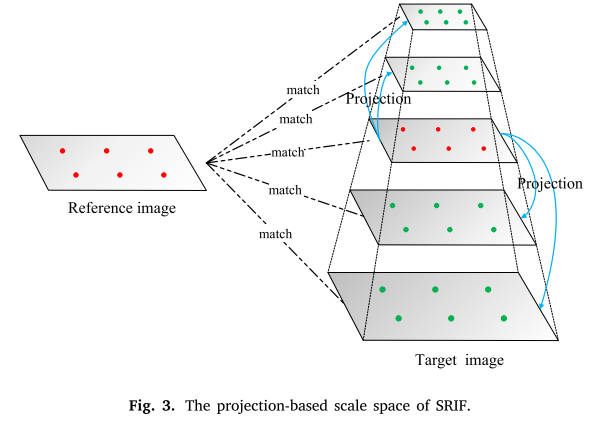 match
Projection
match
match
match
Projection
Reference image
match
Target image
Fig. 3. The projection-based scale space of SRIF.